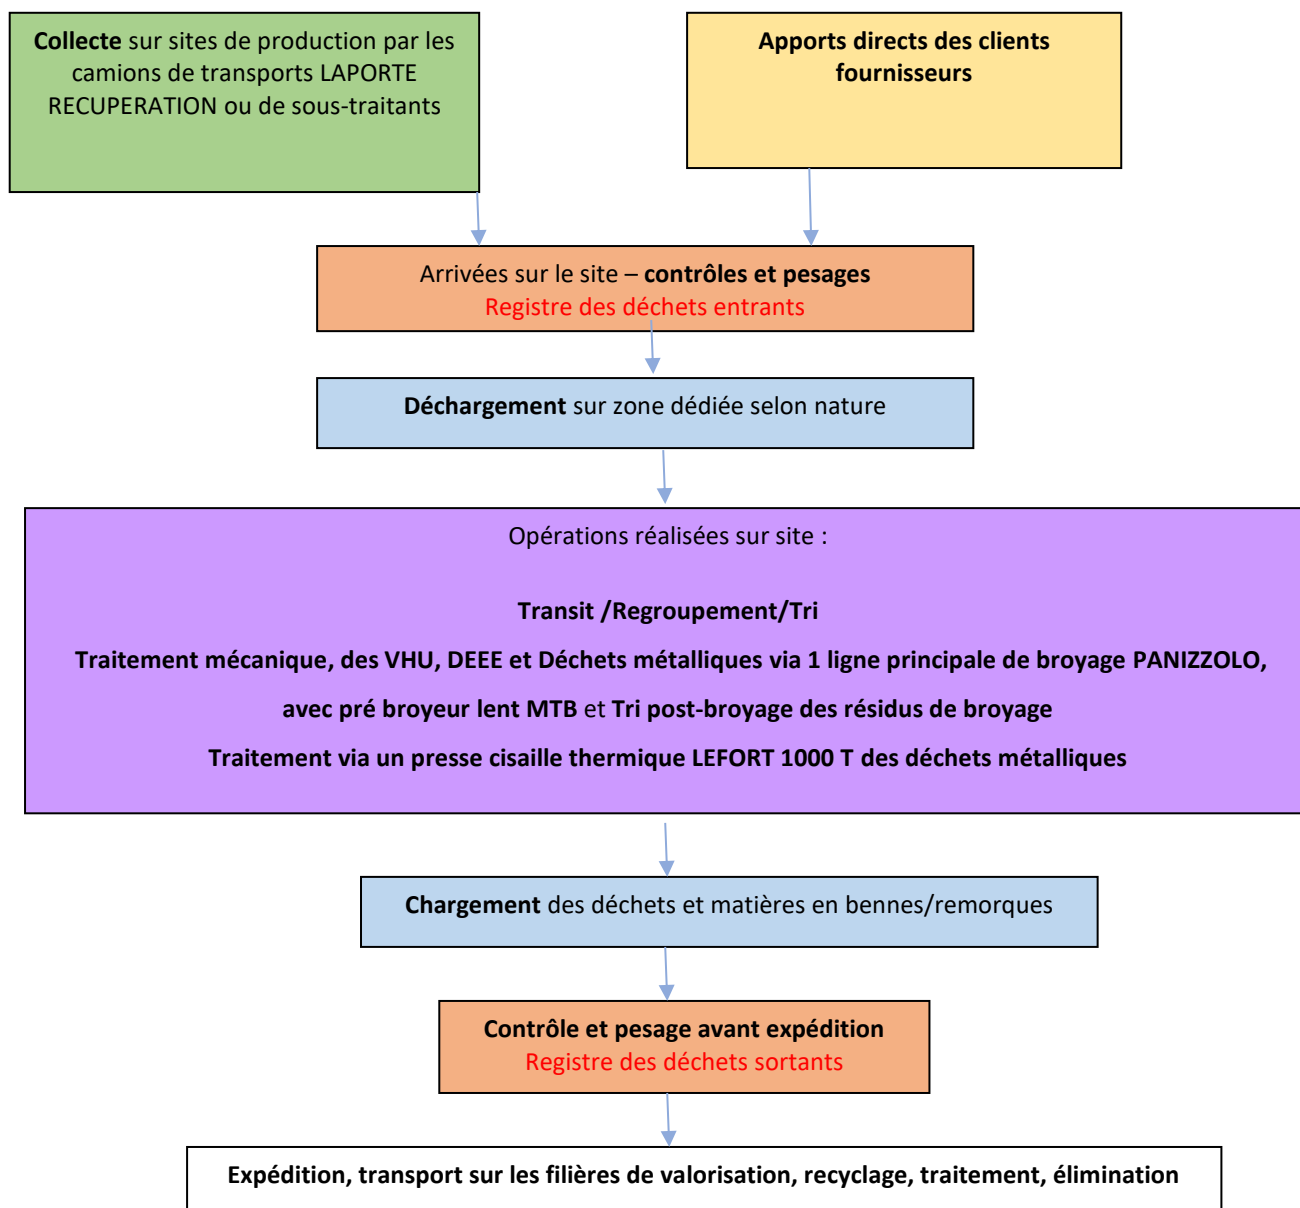 Collecte sur sites de production par les
camions de transports LAPORTE
RECUPERATION ou de sous-traitants
Apports directs des clients
fournisseurs
Arrivées sur le site – contrôles et pesages
Registre des déchets entrants
Déchargement sur zone dédiée selon nature
Opérations réalisées sur site :
Transit /Regroupement/Tri
Traitement mécanique, des VHU, DEEE et Déchets métalliques via 1 ligne principale de broyage PANIZZOLO,
avec pré broyeur lent MTB et Tri post-broyage des résidus de broyage
Traitement via un presse cisaille thermique LEFORT 1000 T des déchets métalliques
Chargement des déchets et matières en bennes/remorques
Contrôle et pesage avant expédition
Registre des déchets sortants
Expédition, transport sur les filières de valorisation, recyclage, traitement, élimination